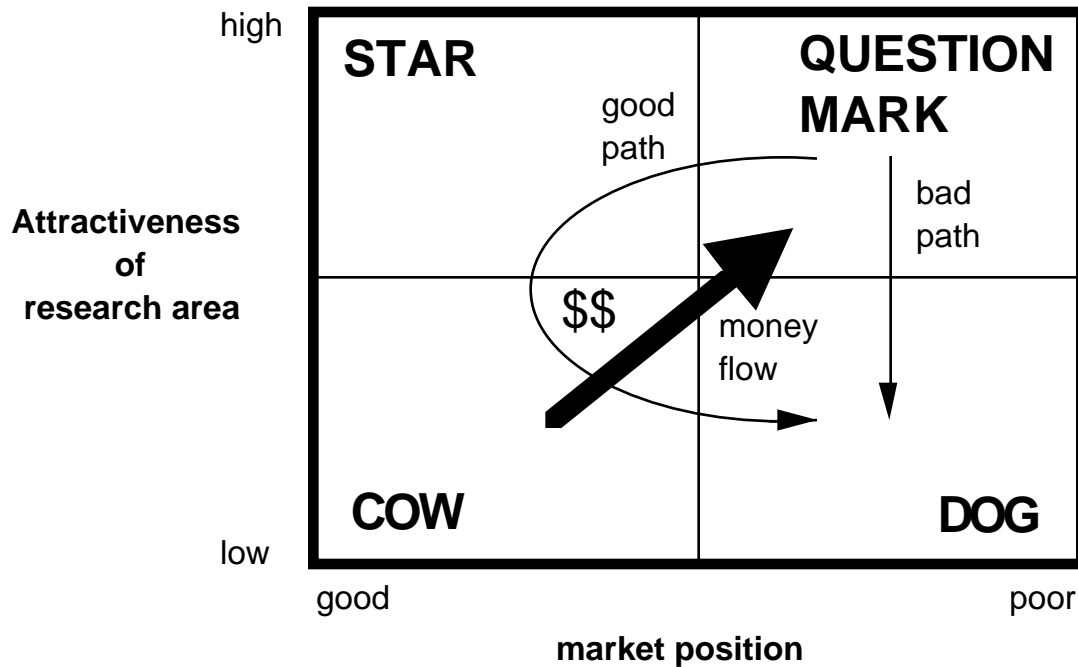 high
STAR
QUESTION
MARK
good
path
bad
path
Attractiveness
of
research area
$$
money
flow
COW
DOG
low
good
poor
market position